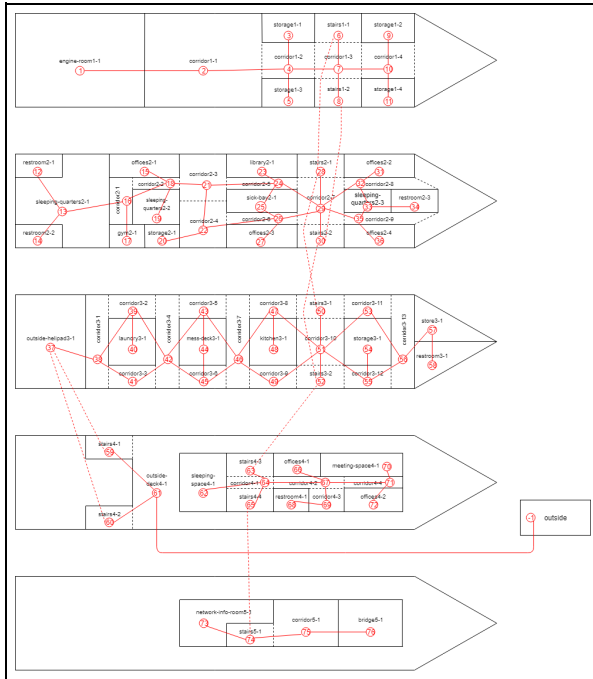 storage1-1
stairs1-1
storage1-2
3
6
9
engine-room1-1
corridor1-1
corridor1-2
corridor1-3
corridor1-4
1
2
4
7
10
storage1-3
stairs1-2
storage1-4
5
8
11
restroom2-1
offices2-1
library2-1
stairs2-1
offices2-2
12
15
corridor2-3
23
28
31
corridor2-2
18
21
corridor2-5
24
32
corridor2-8
sleeping-quarters2-1
corridor2-1
16
sleeping-
quarters2-2
sick-bay2-1
corridor2-7
sleeping-
quarters2-3
restroom2-3
13
19
25
29
33
34
corridor2-4
corridor2-6
26
35
corridor2-9
restroom2-2
gym2-1
storage2-1
22
offices2-3
stairs2-2
offices2-4
14
17
20
27
30
36
corridor3-2
corridor3-5
corridor3-8
stairs3-1
corridor3-11
39
43
47
50
53
store3-1
57
outside-helipad3-1
corridor3-1
laundry3-1
corridor3-4
mess-deck3-1
corridor3-7
kitchen3-1
corridor3-10
storage3-1
corridor3-13
37
40
44
48
51
54
38
42
46
56
restroom3-1
58
corridor3-3
corridor3-6
corridor3-9
stairs3-2
corridor3-12
41
45
49
52
55
stairs4-1
59
stairs4-3
offices4-1
meeting-space4-1
70
63
66
outside-
deck4-1
61
sleeping-
space4-1
62
corridor4-1
64
corridor4-2
67
corridor4-4
71
stairs4-2
60
stairs4-4
restroom4-1
corridor4-3
offices4-2
68
69
72
-1
outside
network-info-room5-1
corridor5-1
bridge5-1
73
stairs5-1
74
75
76